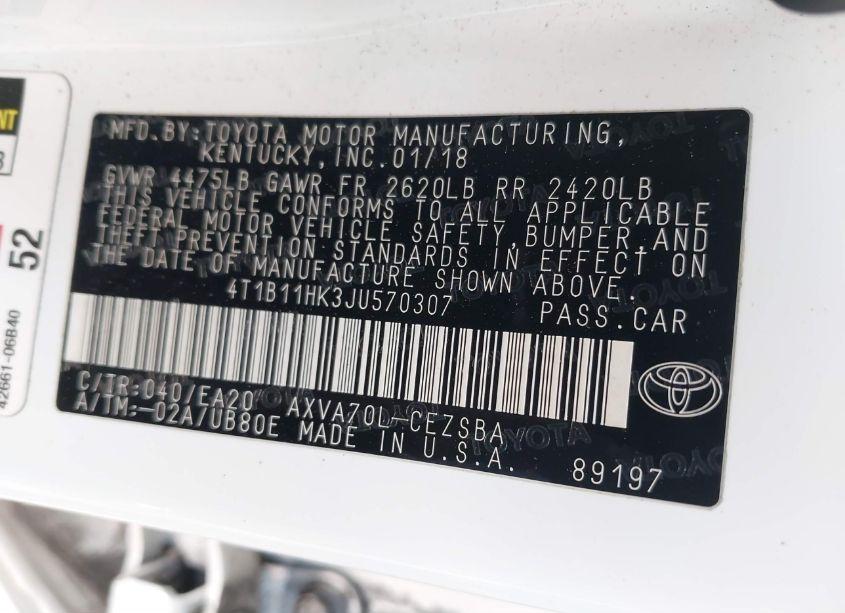 MFD.BY:TOYOTA MOTOR MANUFACTURING,
KENTUCKY,INC.01/18
GVWR 4475LB GAWR FR 2620LB RR 2420LB
THIS VEHICLE CONFORMS TO ALL APPLICABLE
FEDERAL MOTOR VEHICLE SAFETY,BUMPER,AND
THEFT PREVENTION STANDARDS IN EFFECT ON
THE DATE OF MANUFACTURE SHOWN ABOVE.
4T1B11HK3JU570307 PASS.CAR
C/TR:040/EA20 AXVA70L-CEZSBA
A/TM:-02A/UB80E MADE IN U.S.A.
89197
52
42661-06B40